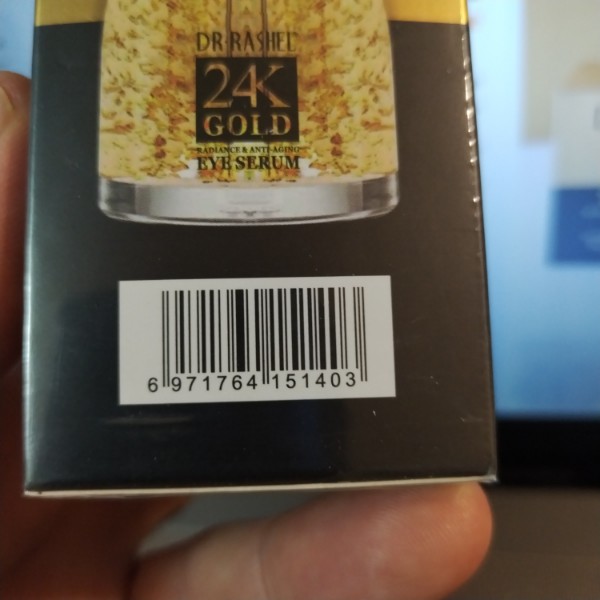 DR·RASHEL
24K
GOLD
RADIANCE & ANTI-AGING
EYE SERUM
6 971764 151403